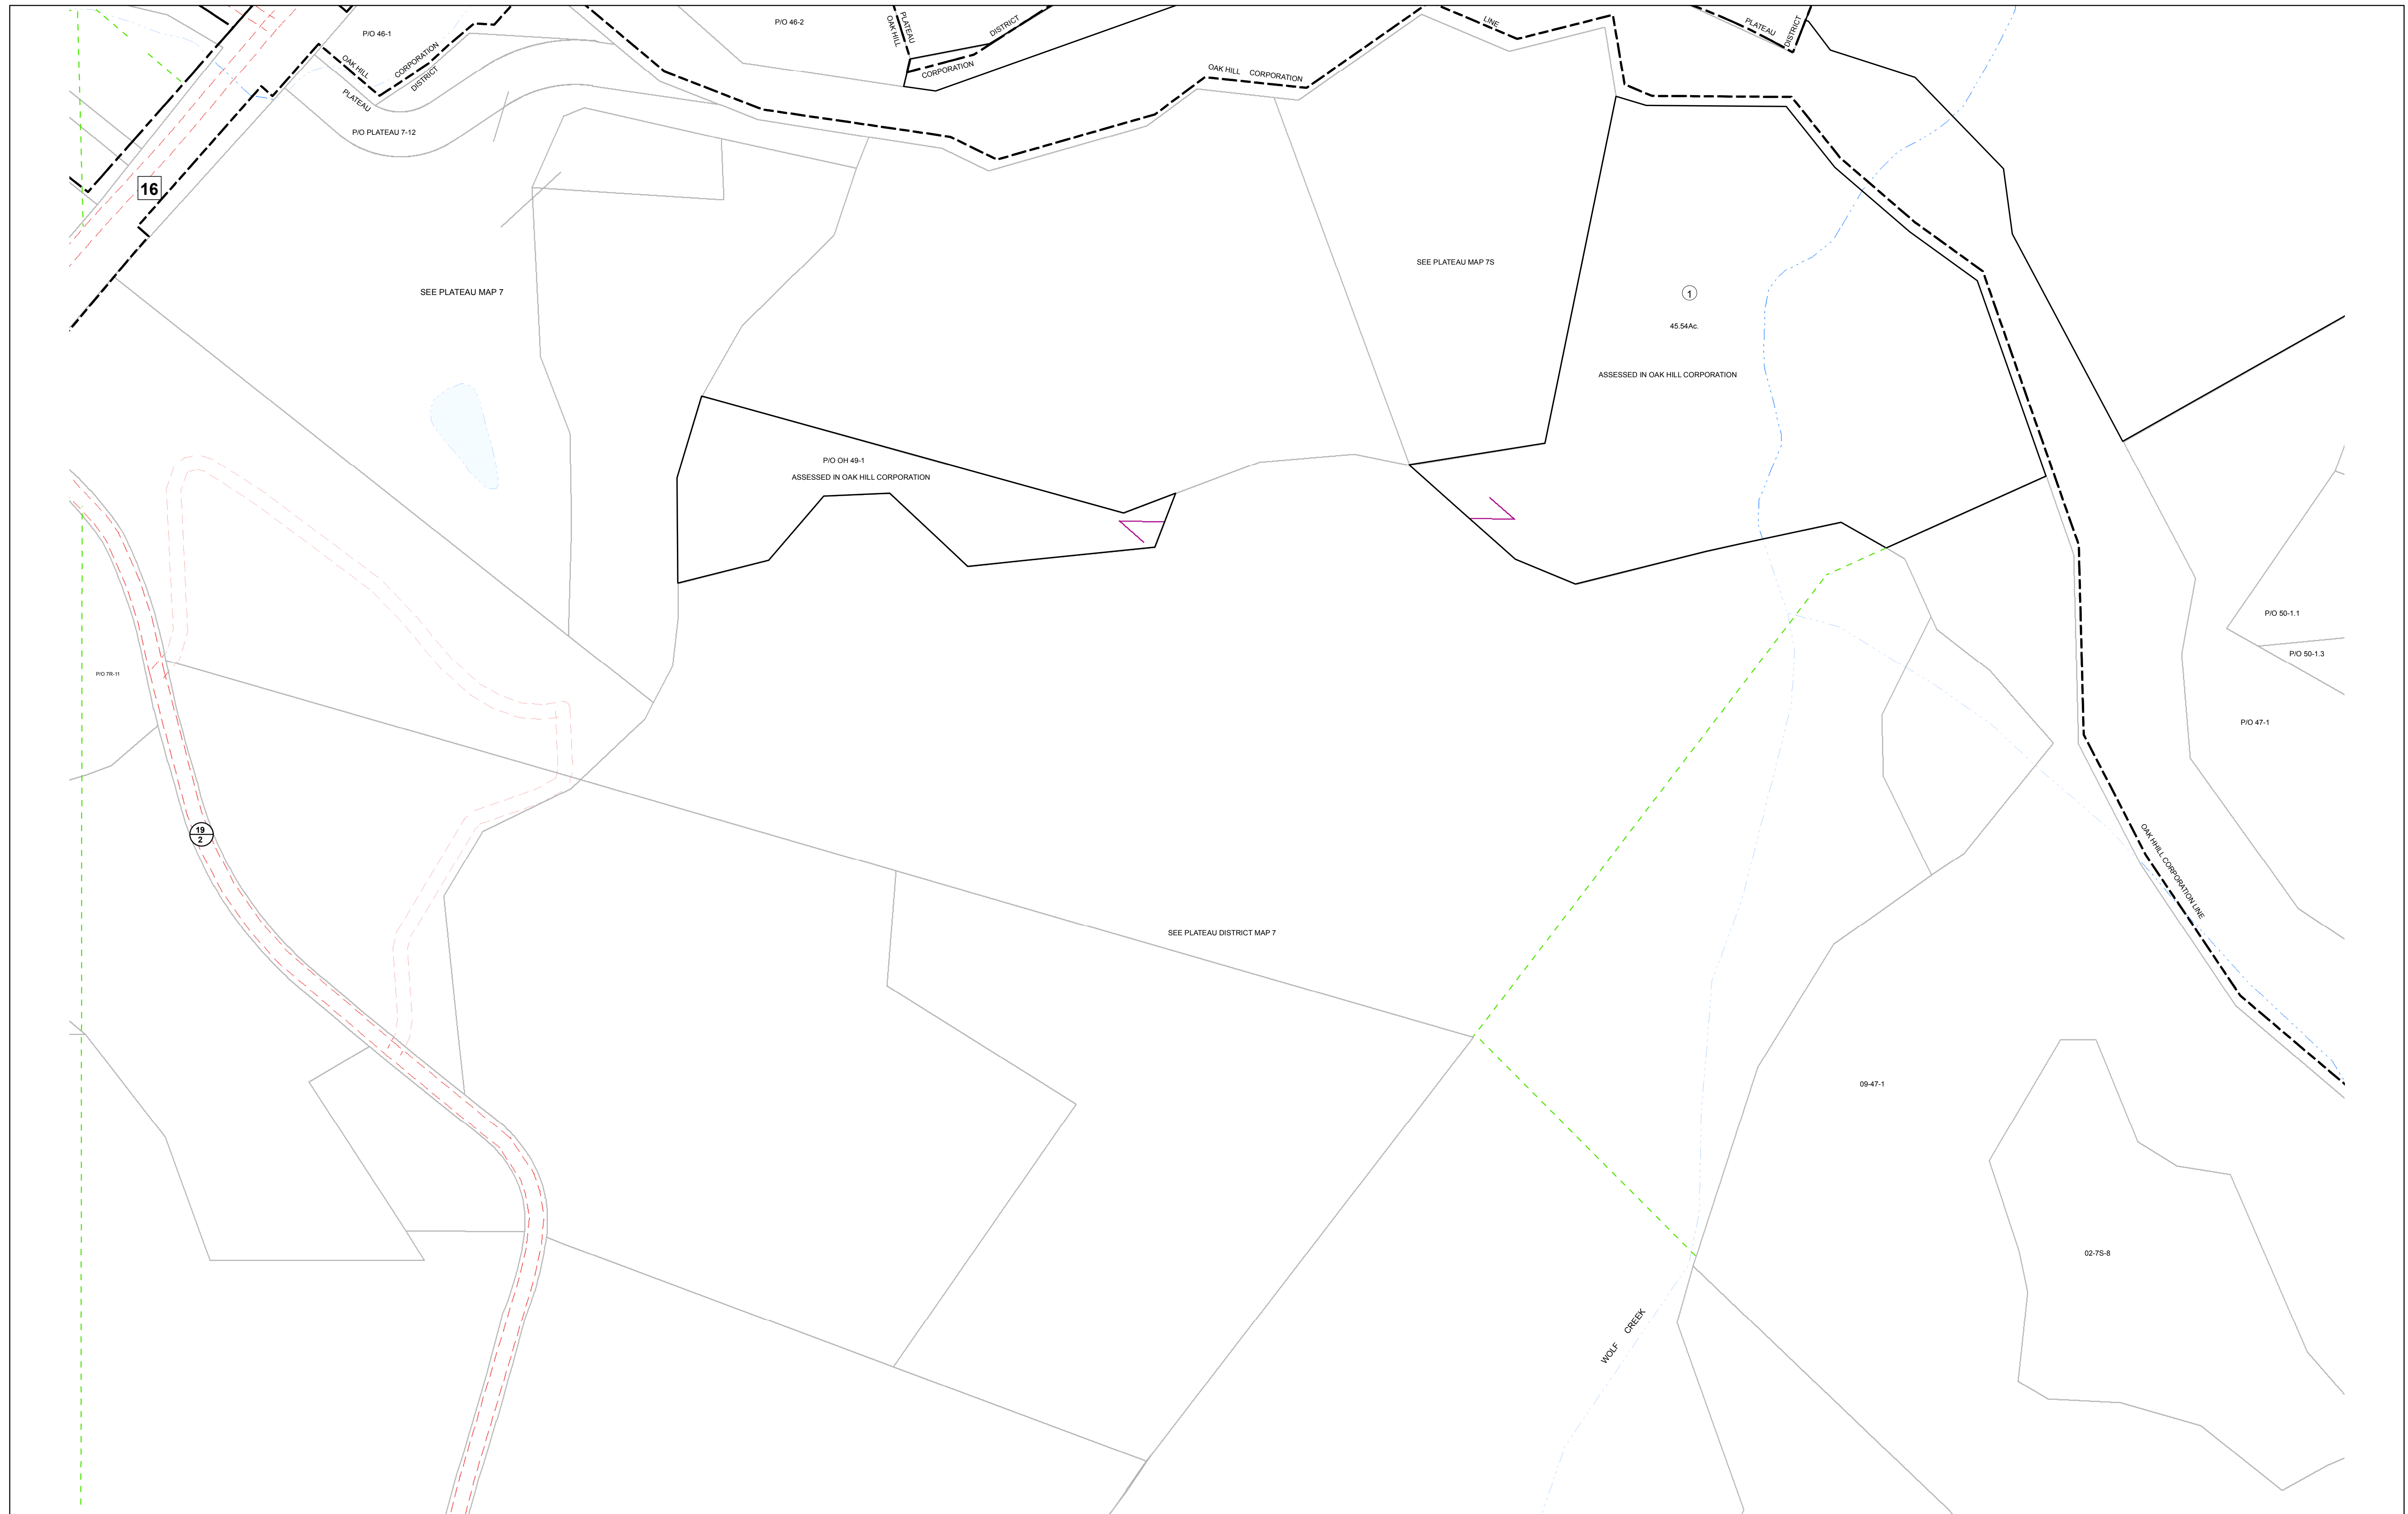 P/O 46-2
PLATEAU
OAK HILL
DISTRICT
CORPORATION
LINE
PLATEAU
DISTRICT
P/O 46-1
OAK HILL
CORPORATION
PLATEAU
DISTRICT
OAK HILL CORPORATION
P/O PLATEAU 7-12
16
SEE PLATEAU MAP 7
SEE PLATEAU MAP 7S
1
45.54Ac.
ASSESSED IN OAK HILL CORPORATION
P/O OH 49-1
ASSESSED IN OAK HILL CORPORATION
P/O 50-1.1
P/O 50-1.3
P/O 7R-11
P/O 47-1
19
2
OAK HHILL CORPORATION LINE
SEE PLATEAU DISTRICT MAP 7
09-47-1
02-7S-8
WOLF CREEK